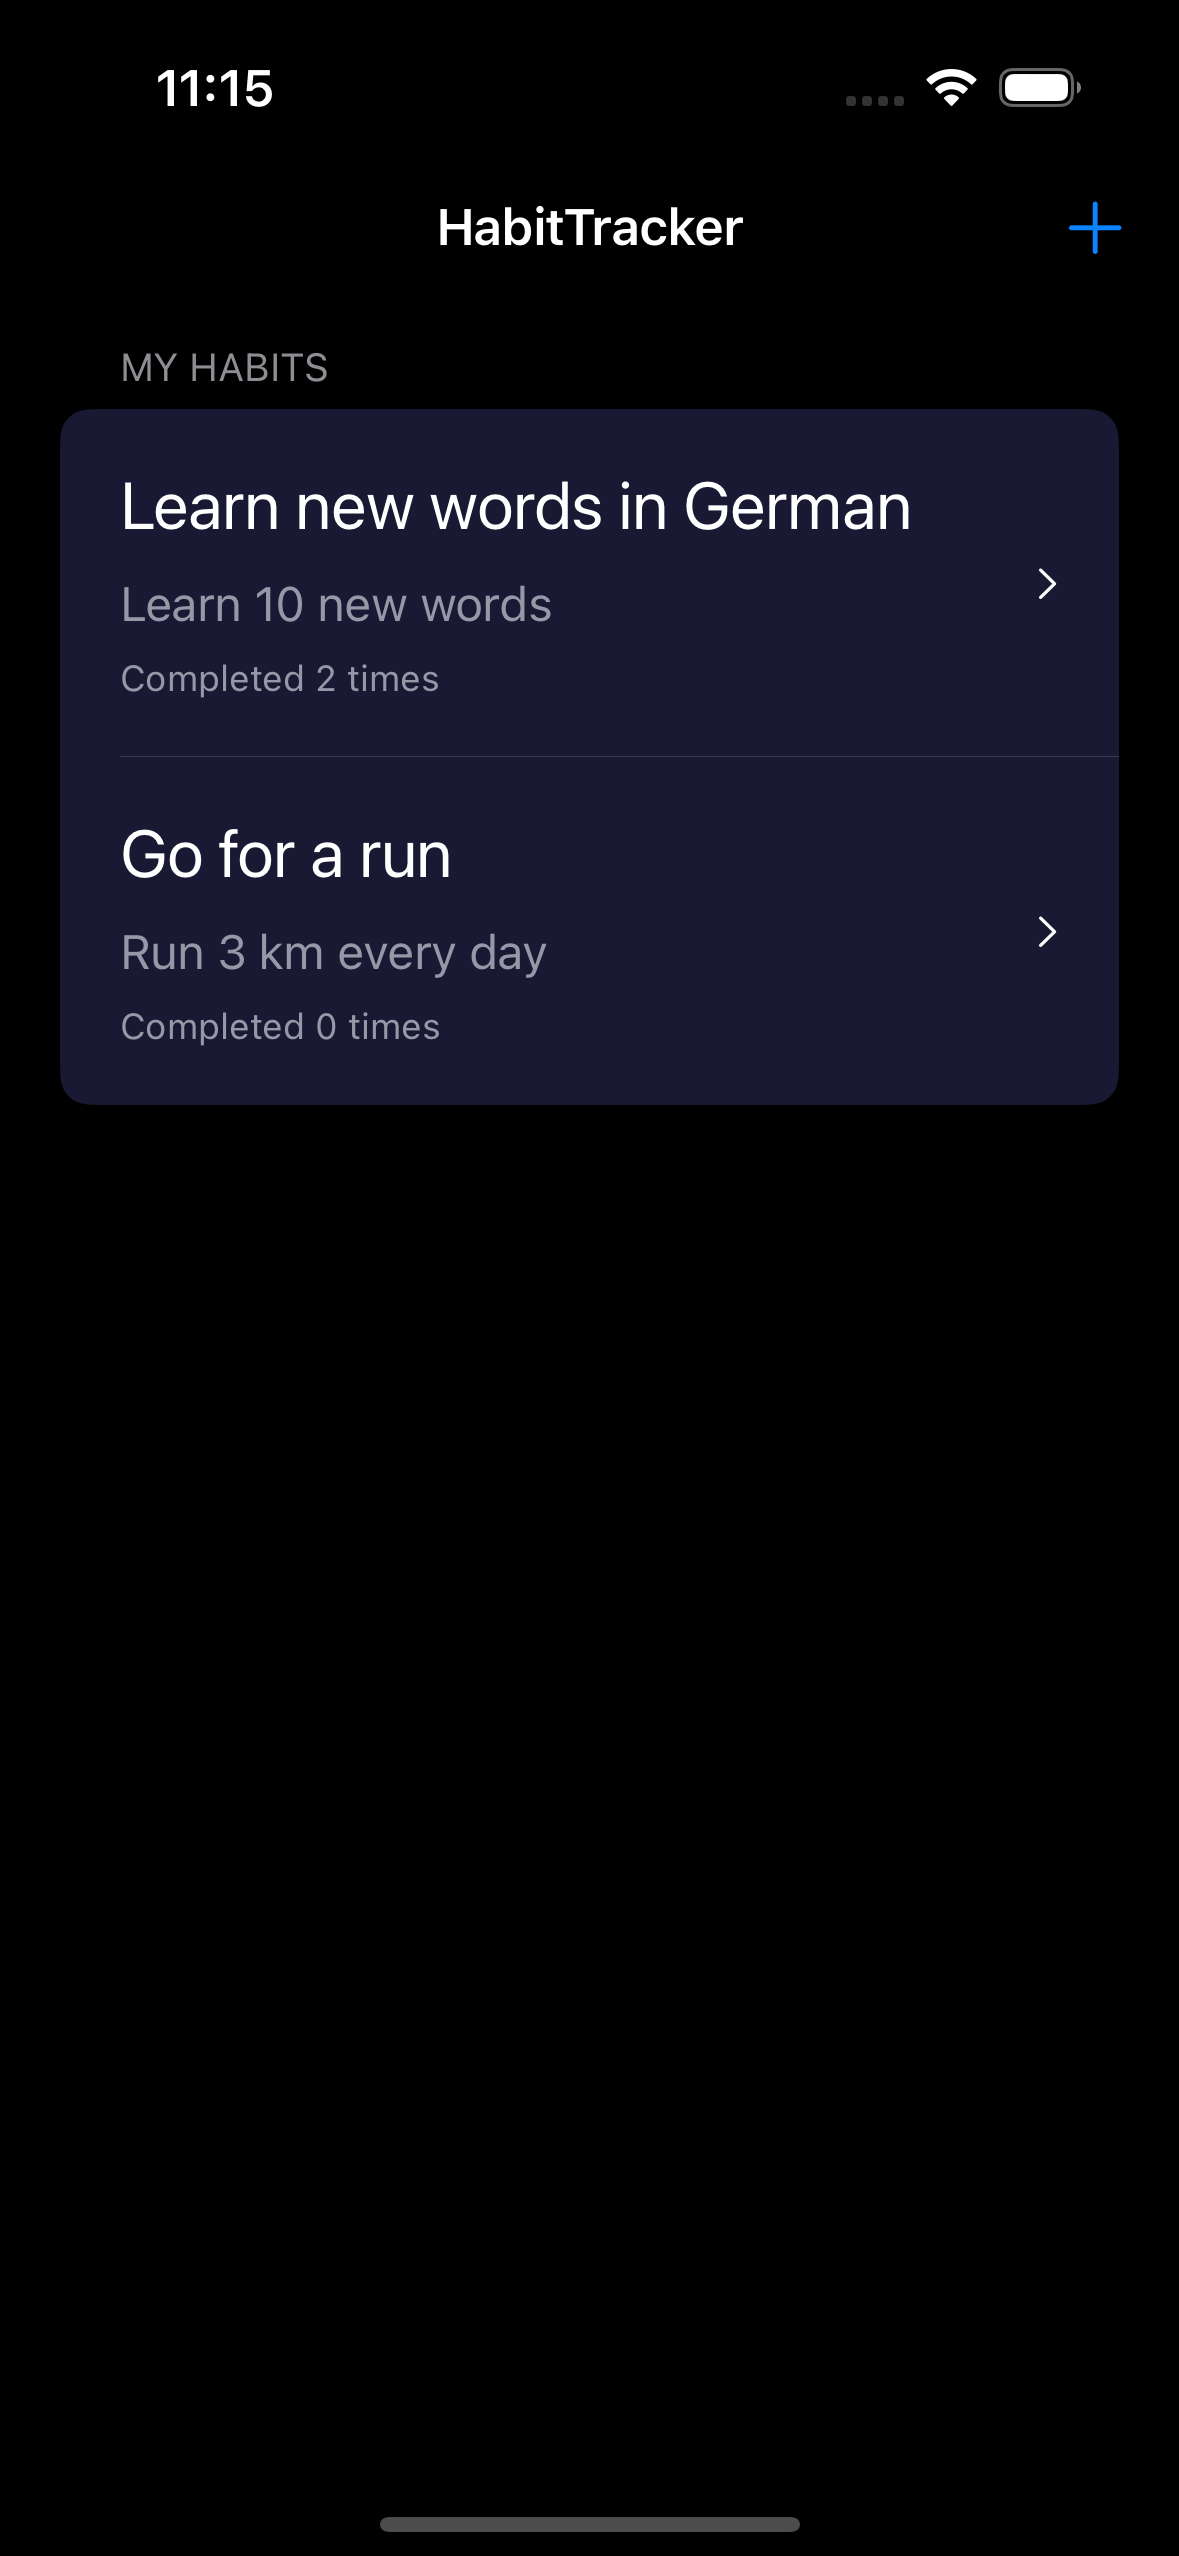 11:15
HabitTracker
MY HABITS
Learn new words in German
Learn 10 new words
Completed 2 times
Go for a run
Run 3 km every day
Completed 0 times